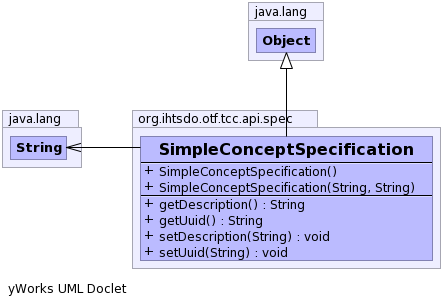 java.lang
Object
java.lang
String
org.ihtsdo.otf.tcc.api.spec
SimpleConceptSpecification
+ SimpleConceptSpecification()
+ SimpleConceptSpecification(String, String)
+ getDescription() : String
+ getUuid() : String
+ setDescription(String) : void
+ setUuid(String) : void
yWorks UML Doclet